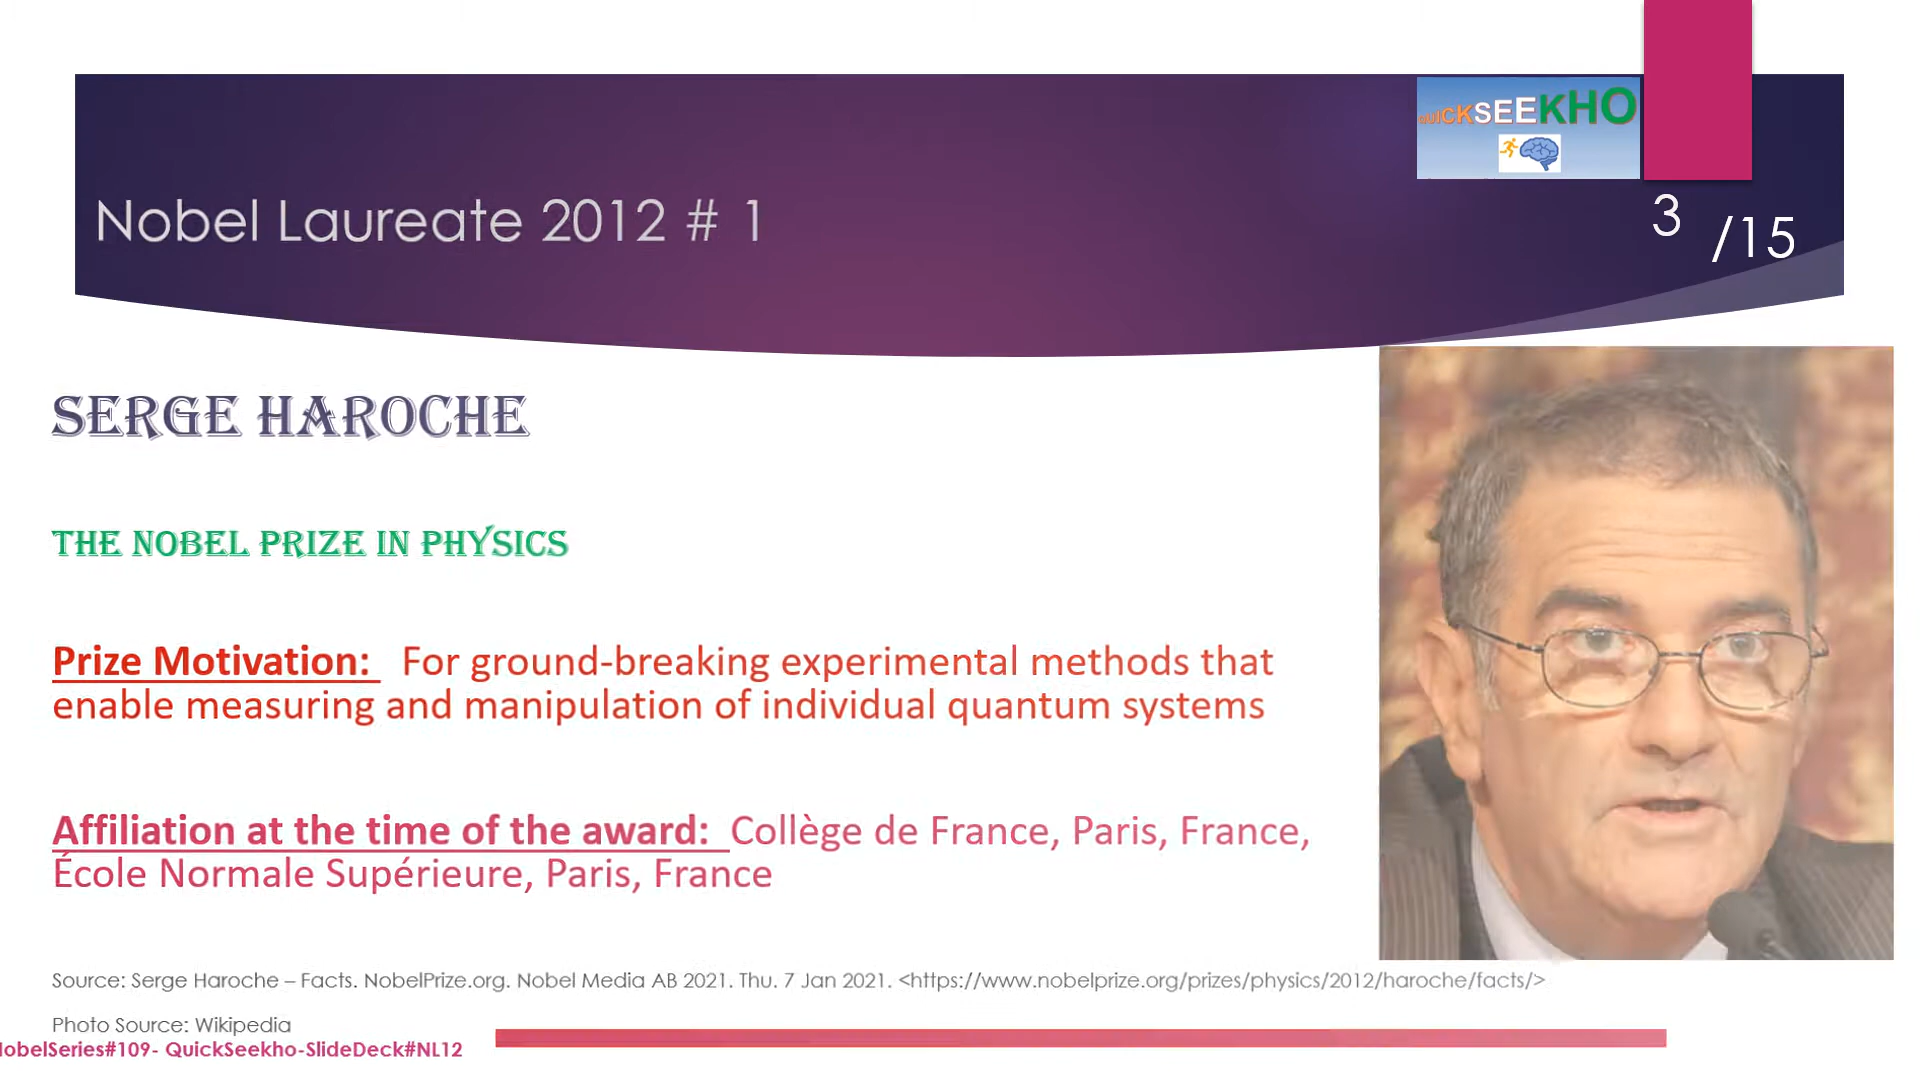 QUICKSEEKHO
Nobel Laureate 2012 # 1
3 /15
SERGE HAROCHE
THE NOBEL PRIZE IN PHYSICS
Prize Motivation: For ground-breaking experimental methods that
enable measuring and manipulation of individual quantum systems
Affiliation at the time of the award: Collège de France, Paris, France,
École Normale Supérieure, Paris, France
Source: Serge Haroche – Facts. NobelPrize.org. Nobel Media AB 2021. Thu. 7 Jan 2021. <https://www.nobelprize.org/prizes/physics/2012/haroche/facts/>
Photo Source: Wikipedia
lobelSeries#109- QuickSeekho-SlideDeck#NL12